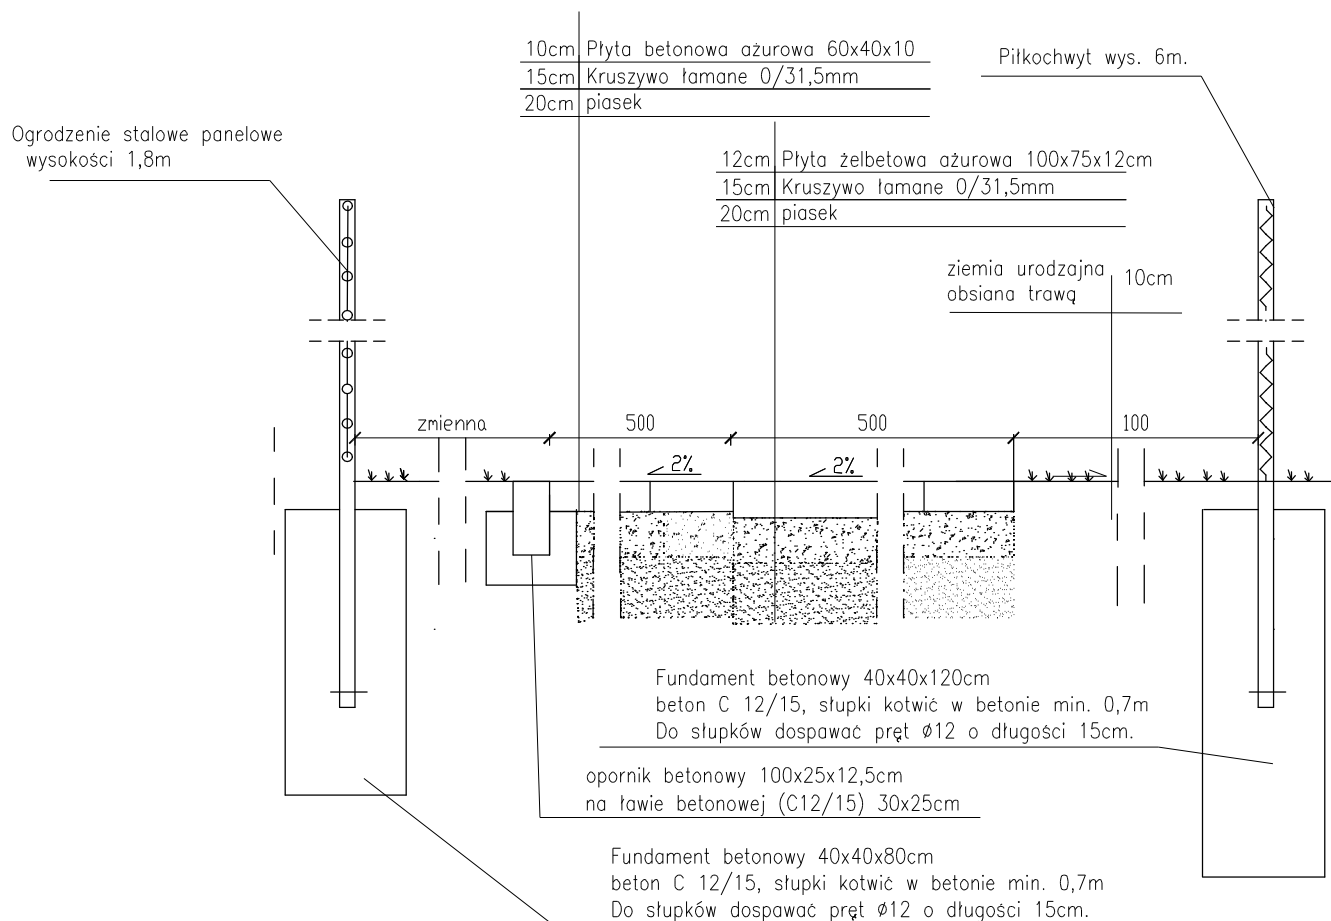 10cm Płyta betonowa ażurowa 60x40x10
15cm Kruszywo łamane 0/31,5mm
20cm piasek
Piłkochwyt wys. 6m.
Ogrodzenie stalowe panelowe
wysokości 1,8m
12cm Płyta żelbetowa ażurowa 100x75x12cm
15cm Kruszywo łamane 0/31,5mm
20cm piasek
ziemia urodzajna
obsiana trawą
10cm
zmienna 500 500 100
2% 2%
Fundament betonowy 40x40x120cm
beton C 12/15, słupki kotwić w betonie min. 0,7m
Do słupków dospawać pręt ø12 o długości 15cm.
opornik betonowy 100x25x12,5cm
na ławie betonowej (C12/15) 30x25cm
Fundament betonowy 40x40x80cm
beton C 12/15, słupki kotwić w betonie min. 0,7m
Do słupków dospawać pręt ø12 o długości 15cm.